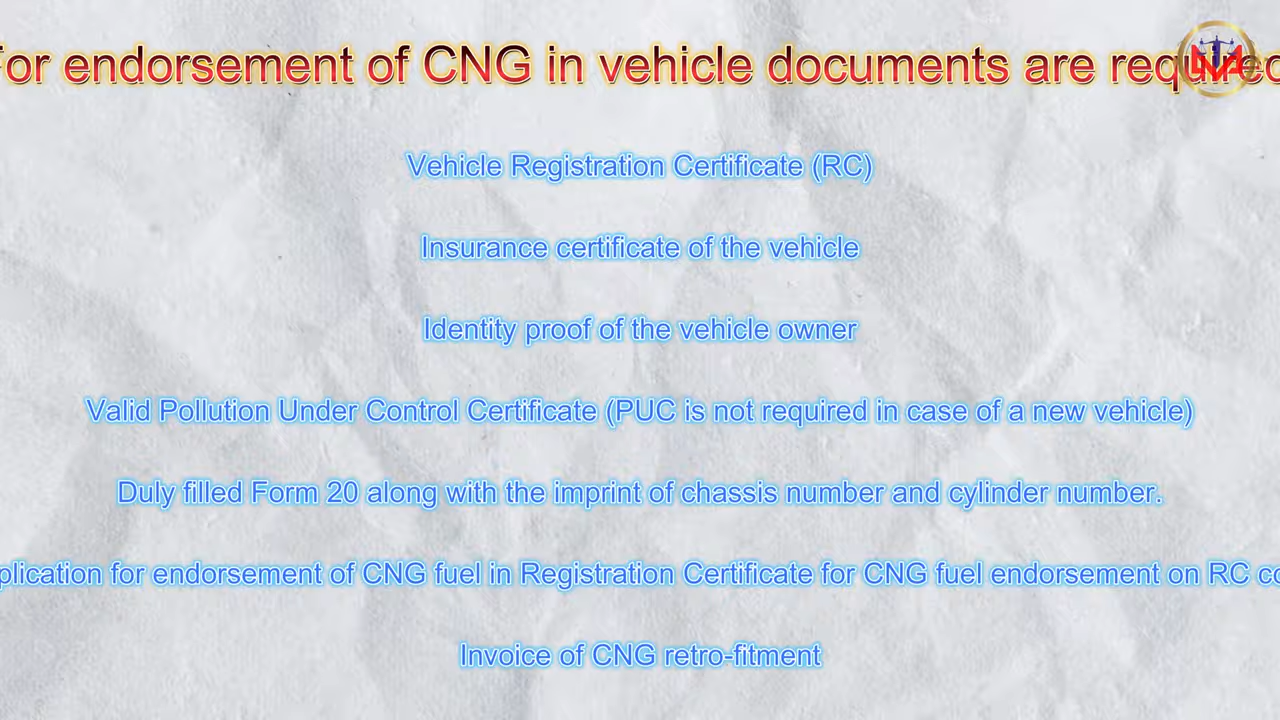 For endorsement of CNG in vehicle documents are required
Vehicle Registration Certificate (RC)
Insurance certificate of the vehicle
Identity proof of the vehicle owner
Valid Pollution Under Control Certificate (PUC is not required in case of a new vehicle)
Duly filled Form 20 along with the imprint of chassis number and cylinder number.
plication for endorsement of CNG fuel in Registration Certificate for CNG fuel endorsement on RC co
Invoice of CNG retro-fitment